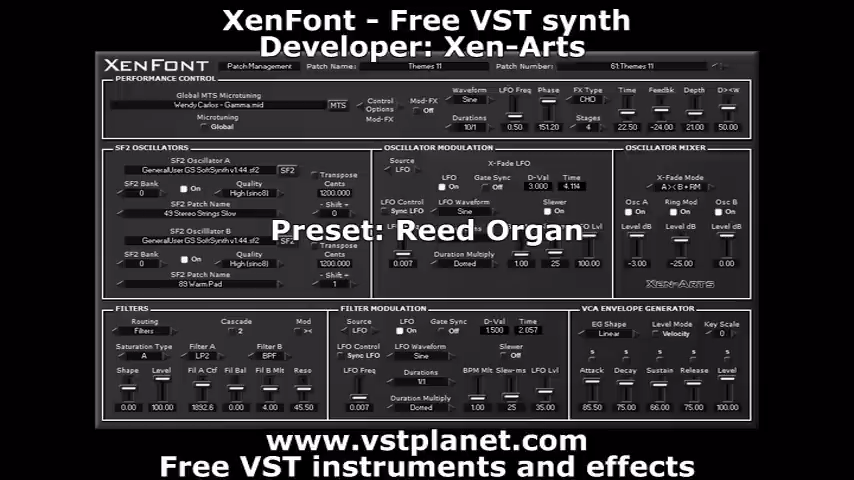 XenFont - Free VST synth
Developer: Xen-Arts
XENFONT
Patch Management
Patch Name:
Themes 11
Patch Number:
61:Themes 11
PERFORMANCE CONTROL
Global MTS Microtuning
Wendy Carlos - Gamma.mid
MTS
Microtuning
Global
Control
Options
Mod-FX
Mod-FX
Off
Waveform
Sine
Durations
10/1
LFO Freq
0.50
Phase
151.20
FX Type
CHO
Stages
4
Time
22.50
Feedbk
-24.00
Depth
21.00
D><W
50.00
SF2 OSCILLATORS
SF2 Oscillator A
GeneralUser GS SoftSynth v1.44.sf2
SF2
SF2 Bank
0
On
Quality
High (sinc8)
Transpose
Cents
1200.000
SF2 Patch Name
49 Stereo Strings Slow
- Shift +
0
SF2 Oscillator B
GeneralUser GS SoftSynth v1.44.sf2
SF2
SF2 Bank
0
On
Quality
High (sinc8)
Transpose
Cents
1200.000
SF2 Patch Name
89 Warm Pad
- Shift +
1
OSCILLATOR MODULATION
Source
LFO
X-Fade LFO
LFO
On
Gate Sync
Off
D-Val
3.000
Time
4.114
LFO Control
Sync LFO
LFO Waveform
Sine
Slewer
On
Preset: Reed Organ
0.007
Duration Multiply
Dotted
1.00
25
100.00
OSCILLATOR MIXER
X-Fade Mode
A>< B + RM
Osc A
On
Ring Mod
On
Osc B
On
Level dB
Level dB
Level dB
-3.00
-25.00
0.00
XEN-ARTS
FILTERS
Routing
Filters
Cascade
2
Mod
><
Saturation Type
A
Filter A
LP2
Filter B
BPF
Shape
0.00
Level
100.00
Fil A Ctf
1892.6
Fil Bal
0.00
Fil B Mlt
4.00
Reso
45.50
FILTER MODULATION
Source
LFO
LFO
On
Gate Sync
Off
D-Val
1.500
Time
2.057
LFO Control
Sync LFO
LFO Waveform
Sine
Slewer
Off
LFO Freq
0.007
Durations
1/1
Duration Multiply
Dotted
BPM Mlt
1.00
Slew-ms
25
LFO Lvl
35.00
VCA ENVELOPE GENERATOR
EG Shape
Linear
Level Mode
Velocity
Key Scale
0
S
S
S
S
S
Attack
85.50
Decay
75.00
Sustain
66.00
Release
75.00
Level
100.00
www.vstplanet.com
Free VST instruments and effects